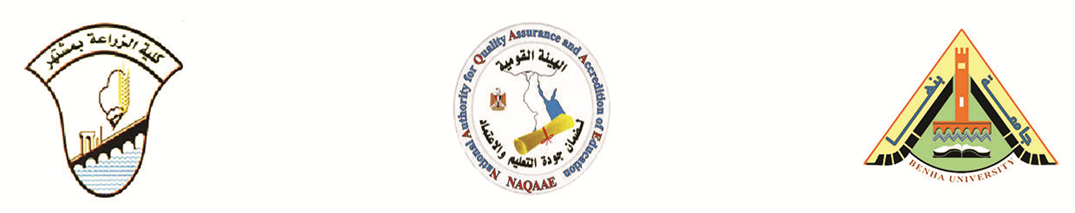 كلية الزراعة بمشتهر
National Authority for Quality Assurance and Accreditation of Education
الهيئة القومية
لضمان جودة التعليم والاعتماد
NAQAAE
جامعة بنها
BENHA UNIVERSITY